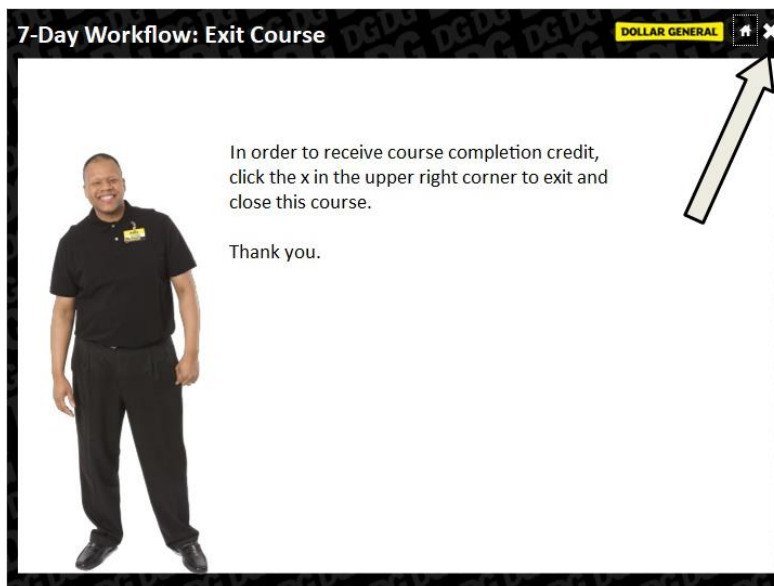 7-Day Workflow: Exit Course
DOLLAR GENERAL
In order to receive course completion credit,
click the x in the upper right corner to exit and
close this course.
Thank you.